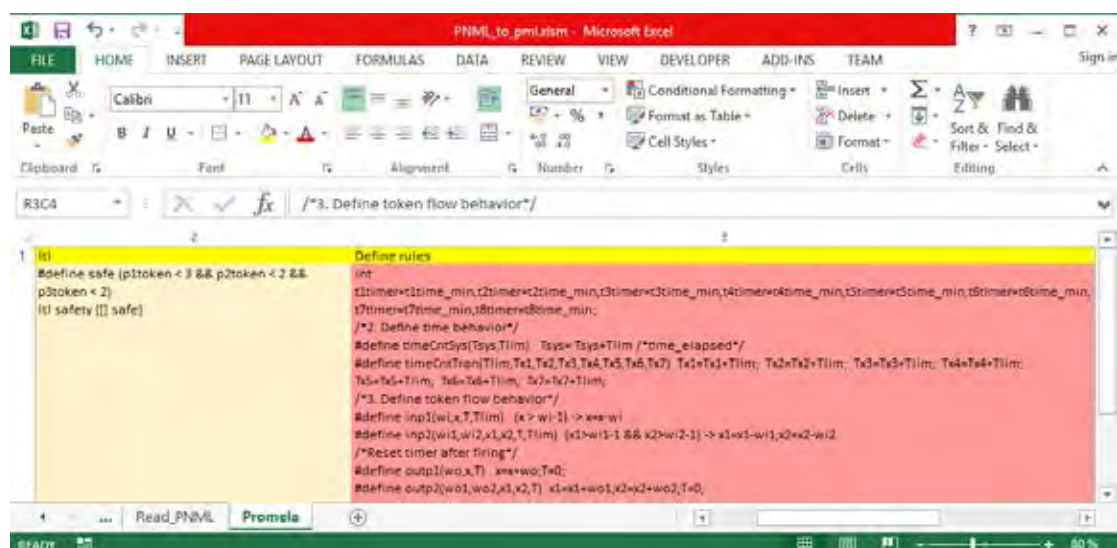 PNML_to_pml.xlsm - Microsoft Excel
FILE HOME INSERT PAGE LAYOUT FORMULAS DATA REVIEW VIEW DEVELOPER ADD-INS TEAM Sign in
Calibri 11 A A General Conditional Formatting Insert
Paste B I U Format as Table Delete Sort & Find &
Cell Styles Format Filter Select
Clipboard Font Alignment Number Styles Cells Editing
R3C4 fx /*3. Define token flow behavior*/
2 3
1 ltl Define rules
#define safe (p1token < 3 && p2token < 2 &&
p3token < 2)
ltl safety {[] safe}
int
t1timer=t1time_min,t2timer=t2time_min,t3timer=t3time_min,t4timer=t4time_min,t5timer=t5time_min,t6timer=t6time_min,
t7timer=t7time_min,t8timer=t8time_min;
/*2. Define time behavior*/
#define timeCntSys(Tsys,Tlim) Tsys= Tsys+Tlim /*time_elapsed*/
#define timeCntTran(Tlim,Tx1,Tx2,Tx3,Tx4,Tx5,Tx6,Tx7) Tx1=Tx1+Tlim; Tx2=Tx2+Tlim; Tx3=Tx3+Tlim; Tx4=Tx4+Tlim;
Tx5=Tx5+Tlim; Tx6=Tx6+Tlim; Tx7=Tx7+Tlim;
/*3. Define token flow behavior*/
#define inp1(wi,x,T,Tlim) (x > wi-1) -> x=x-wi
#define inp2(wi1,wi2,x1,x2,T,Tlim) (x1>wi1-1 && x2>wi2-1) -> x1=x1-wi1;x2=x2-wi2
/*Reset timer after firing*/
#define outp1(wo,x,T) x=x+wo;T=0;
#define outp2(wo1,wo2,x1,x2,T) x1=x1+wo1;x2=x2+wo2;T=0;
... Read_PNML Promela
READY 80%